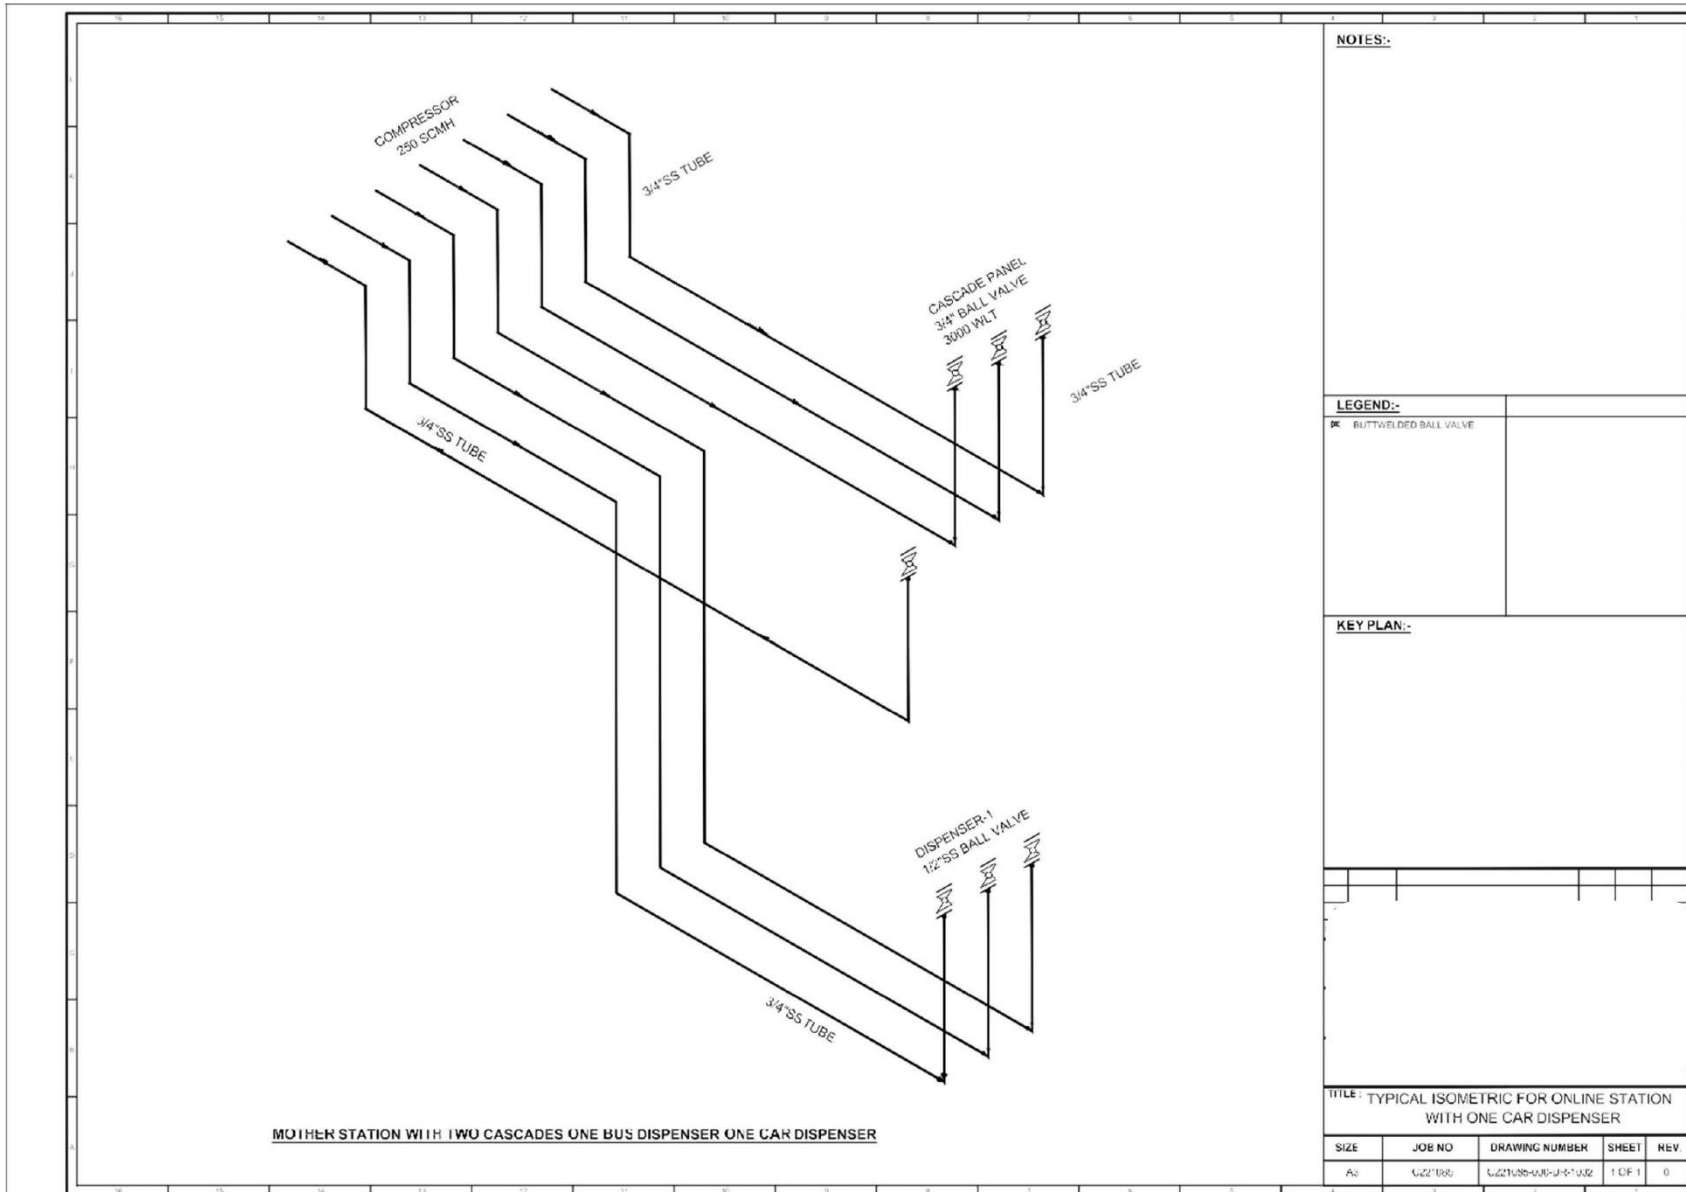 NOTES:-
COMPRESSOR
250 SCMH
3/4"SS TUBE
CASCADE PANEL
3/4" BALL VALVE
3000 WLT
3/4"SS TUBE
3/4"SS TUBE
LEGEND:-
BUTTWELDED BALL VALVE
KEY PLAN:-
DISPENSER-1
1/2"SS BALL VALVE
3/4"SS TUBE
MOTHER STATION WITH TWO CASCADES ONE BUS DISPENSER ONE CAR DISPENSER
TITLE : TYPICAL ISOMETRIC FOR ONLINE STATION
WITH ONE CAR DISPENSER
SIZE JOB NO DRAWING NUMBER SHEET REV.
A3 1 OF 1 0